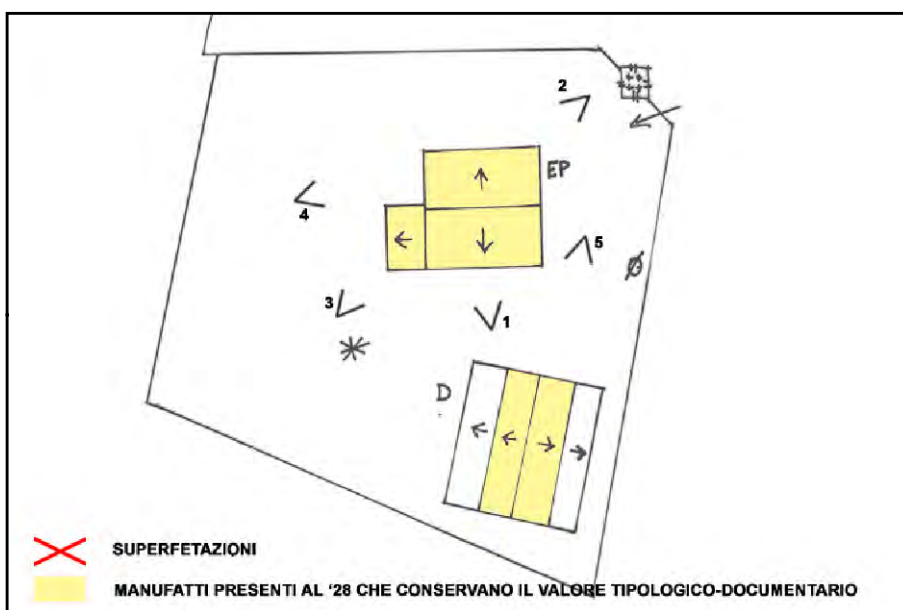 2
EP
4
5
3
1
D
SUPERFETAZIONI
MANUFATTI PRESENTI AL '28 CHE CONSERVANO IL VALORE TIPOLOGICO-DOCUMENTARIO